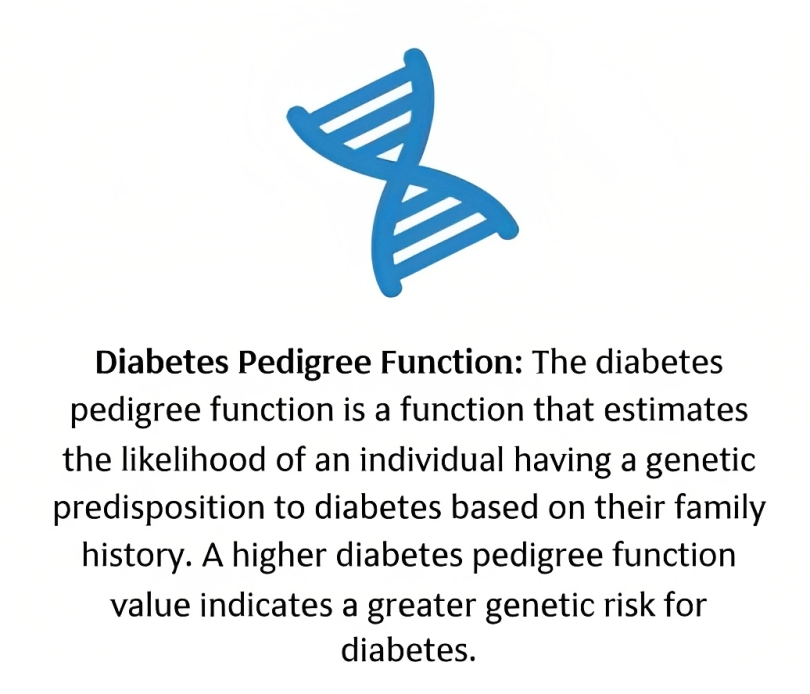 Diabetes Pedigree Function: The diabetes
pedigree function is a function that estimates
the likelihood of an individual having a genetic
predisposition to diabetes based on their family
history. A higher diabetes pedigree function
value indicates a greater genetic risk for
diabetes.